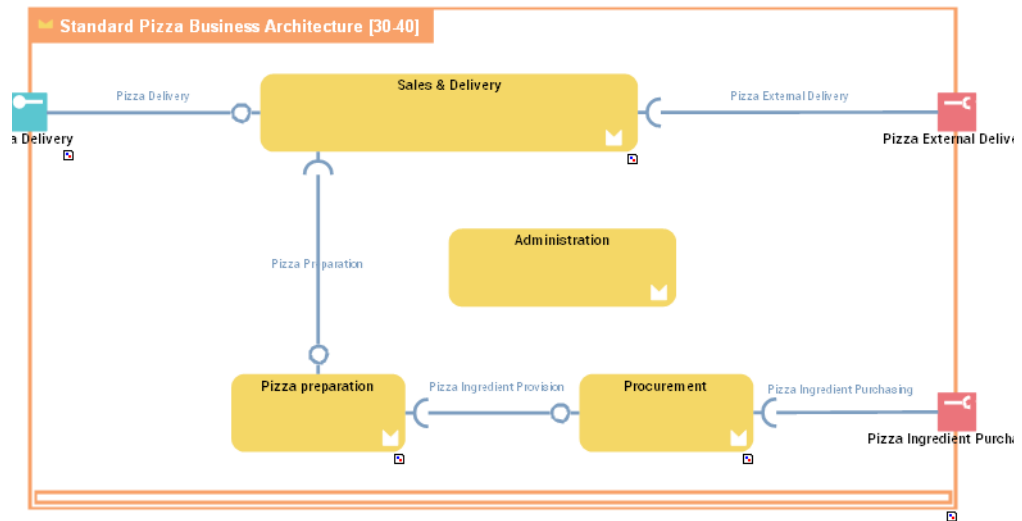 Standard Pizza Business Architecture [30-40]
Sales & Delivery
Pizza Delivery
Pizza External Delivery
a Delivery
Pizza External Delive
Administration
Pizza Preparation
Pizza preparation
Pizza Ingredient Provision
Procurement
Pizza Ingredient Purchasing
Pizza Ingredient Purcha